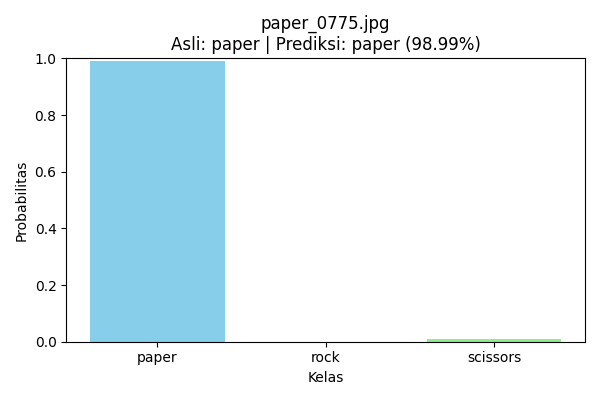 paper_0775.jpg
Asli: paper | Prediksi: paper (98.99%)
1.0
0.8
0.6
0.4
0.2
0.0
Probabilitas
paper rock scissors
Kelas